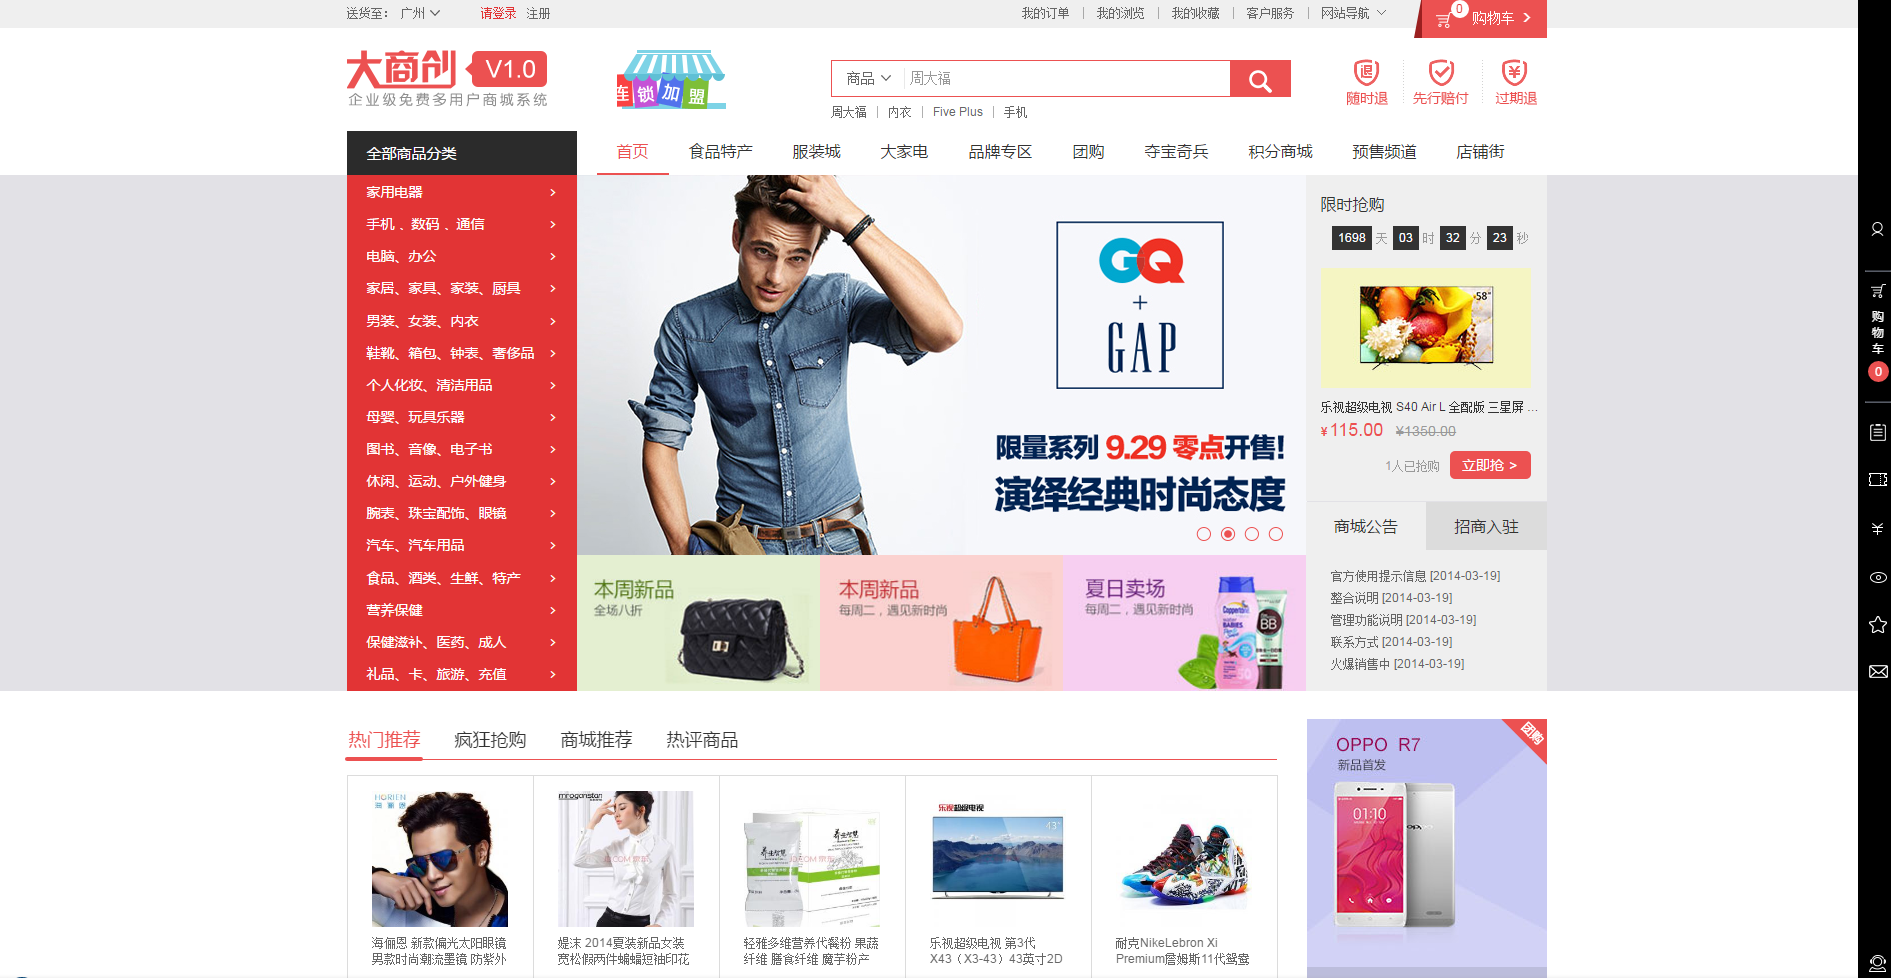 送货至： 广州
请登录 注册
我的订单 我的浏览 我的收藏 客户服务 网站导航
0 购物车 >
大商创 V1.0
企业级免费多用户商城系统
连锁加盟
商品 周大福
周大福 内衣 Five Plus 手机
随时退 先行赔付 过期退
全部商品分类
首页 食品特产 服装城 大家电 品牌专区 团购 夺宝奇兵 积分商城 预售频道 店铺街
家用电器
手机 、数码 、通信
电脑、办公
家居、家具、家装、厨具
男装、女装、内衣
鞋靴、箱包、钟表、奢侈品
个人化妆、清洁用品
母婴、玩具乐器
图书、音像、电子书
休闲、运动、户外健身
腕表、珠宝配饰、眼镜
汽车、汽车用品
食品、酒类、生鲜、特产
营养保健
保健滋补、医药、成人
礼品、卡、旅游、充值
GQ
+
GAP
限量系列 9.29 零点开售!
演绎经典时尚态度
本周新品
全场八折
本周新品
每周二，遇见新时尚
夏日卖场
每周二，遇见新时尚
Coppertone
BABIES
BB
50
限时抢购
1698 天 03 时 32 分 23 秒
58"
乐视超级电视 S40 Air L 全配版 三星屏 ...
¥115.00 ¥1350.00
1人已抢购 立即抢 >
商城公告 招商入驻
官方使用提示信息 [2014-03-19]
整合说明 [2014-03-19]
管理功能说明 [2014-03-19]
联系方式 [2014-03-19]
火爆销售中 [2014-03-19]
购物车
0
热门推荐 疯狂抢购 商城推荐 热评商品
HORIEN
海俪恩
海俪恩 新款偏光太阳眼镜
男款时尚潮流墨镜 防紫外
媞沫 2014夏装新品女装
宽松假两件蝙蝠短袖印花
轻雅多维营养代餐粉 果蔬
纤维 膳食纤维 魔芋粉产
乐视超级电视
43"
乐视超级电视 第3代
X43（X3-43）43英寸2D
耐克NikeLebron Xi
Premium詹姆斯11代鸳鸯
团购
OPPO R7
新品首发
01:10